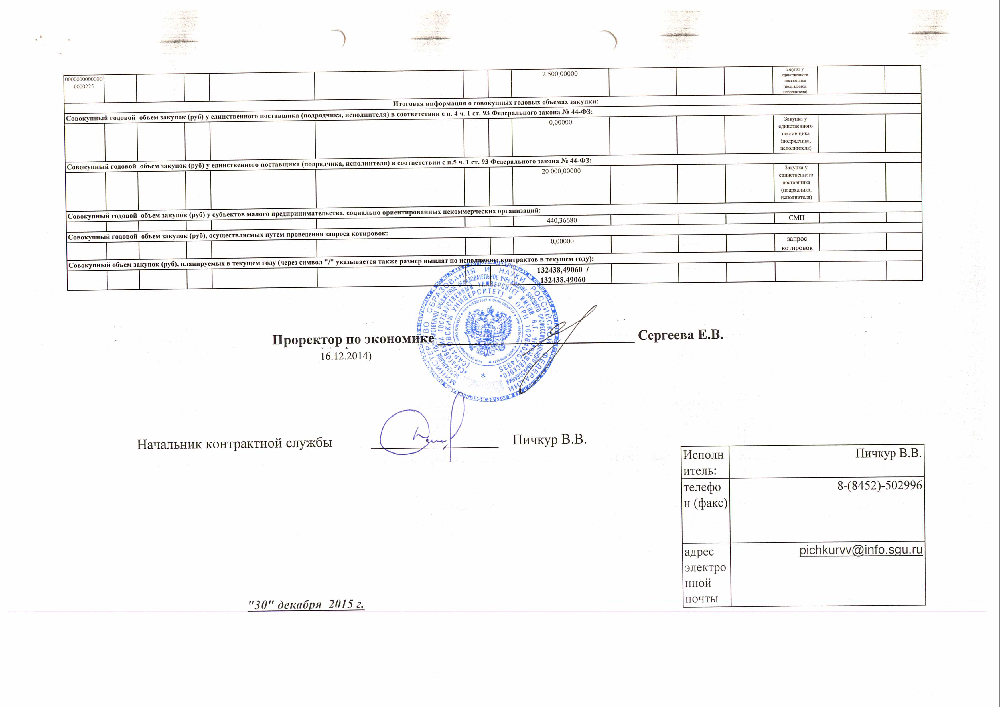 0000000000000
0000225
2 500,00000
Закупка у
единственного
поставщика
(подрядчика,
исполнителя)
Итоговая информация о совокупных годовых объемах закупки:
Совокупный годовой объем закупок (руб) у единственного поставщика (подрядчика, исполнителя) в соответствии с п. 4 ч. 1 ст. 93 Федерального закона № 44-ФЗ:
0,00000
Закупка у
единственного
поставщика
(подрядчика,
исполнителя)
Совокупный годовой объем закупок (руб) у единственного поставщика (подрядчика, исполнителя) в соответствии с п.5 ч. 1 ст. 93 Федерального закона № 44-ФЗ:
20 000,00000
Закупка у
единственного
поставщика
(подрядчика,
исполнителя)
Совокупный годовой объем закупок (руб) у субъектов малого предпринимательства, социально ориентированных некоммерческих организаций:
440,36680
СМП
Совокупный годовой объем закупок (руб), осуществляемых путем проведения запроса котировок:
0,00000
запрос
котировок
Совокупный объем закупок (руб), планируемых в текущем году (через символ "/" указывается также размер выплат по исполнению контрактов в текущем году):
132438,49060 /
132438,49060
МИНИСТЕРСТВО ОБРАЗОВАНИЯ И НАУКИ РОССИЙСКОЙ ФЕДЕРАЦИИ
ФЕДЕРАЛЬНОЕ ГОСУДАРСТВЕННОЕ БЮДЖЕТНОЕ ОБРАЗОВАТЕЛЬНОЕ УЧРЕЖДЕНИЕ ВЫСШЕГО ПРОФЕССИОНАЛЬНОГО ОБРАЗОВАНИЯ
«САРАТОВСКИЙ ГОСУДАРСТВЕННЫЙ УНИВЕРСИТЕТ ИМЕНИ Н.Г. ЧЕРНЫШЕВСКОГО»
(САРАТОВСКИЙ УНИВЕРСИТЕТ) * ОГРН 1026402674935
Проректор по экономике Сергеева Е.В.
16.12.2014)
Начальник контрактной службы Пичкур В.В.
Исполн
итель:
Пичкур В.В.
телефо
н (факс)
8-(8452)-502996
адрес
электро
нной
почты
pichkurvv@info.sgu.ru
"30" декабря 2015 г.